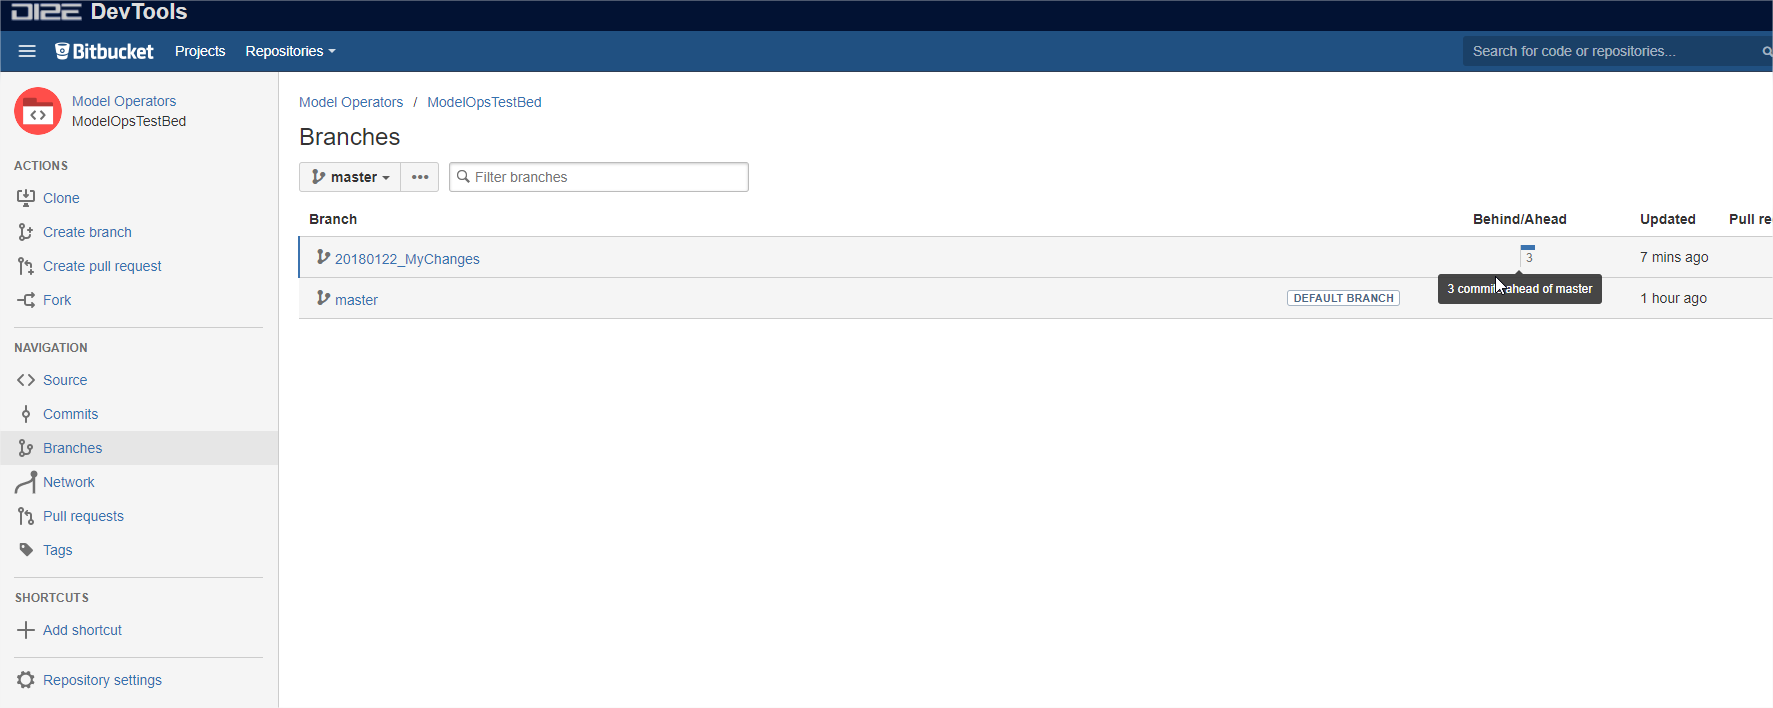 DI2E DevTools
Bitbucket Projects Repositories Search for code or repositories...
Model Operators
ModelOpsTestBed
ACTIONS
Clone
Create branch
Create pull request
Fork
NAVIGATION
Source
Commits
Branches
Network
Pull requests
Tags
SHORTCUTS
Add shortcut
Repository settings
Model Operators / ModelOpsTestBed
Branches
master ••• Filter branches
Branch Behind/Ahead Updated Pull re
20180122_MyChanges 3 7 mins ago
3 commits ahead of master
master DEFAULT BRANCH 1 hour ago